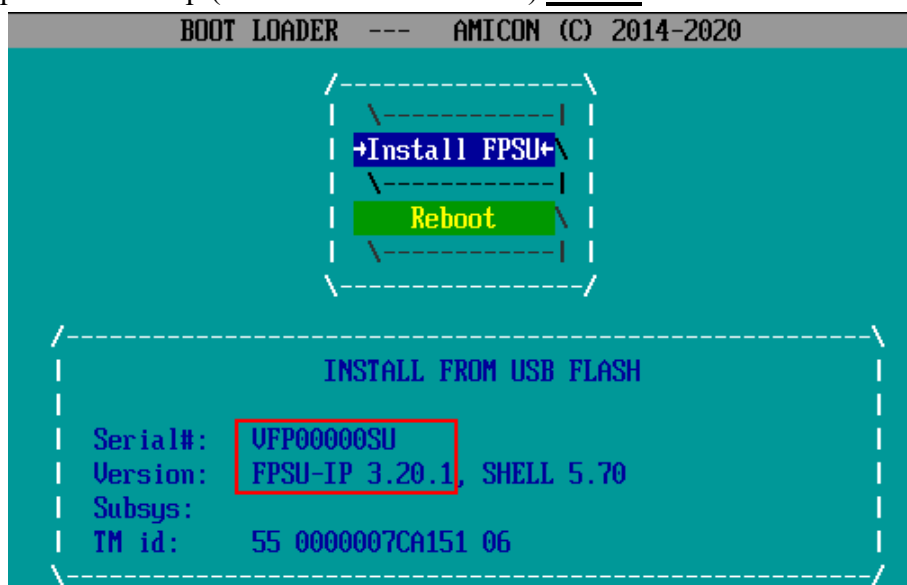 BOOT LOADER --- AMICON (C) 2014-2020
→Install FPSU←
Reboot
INSTALL FROM USB FLASH
Serial#: VFP00000SU
Version: FPSU-IP 3.20.1, SHELL 5.70
Subsys:
TM id: 55 0000007CA151 06